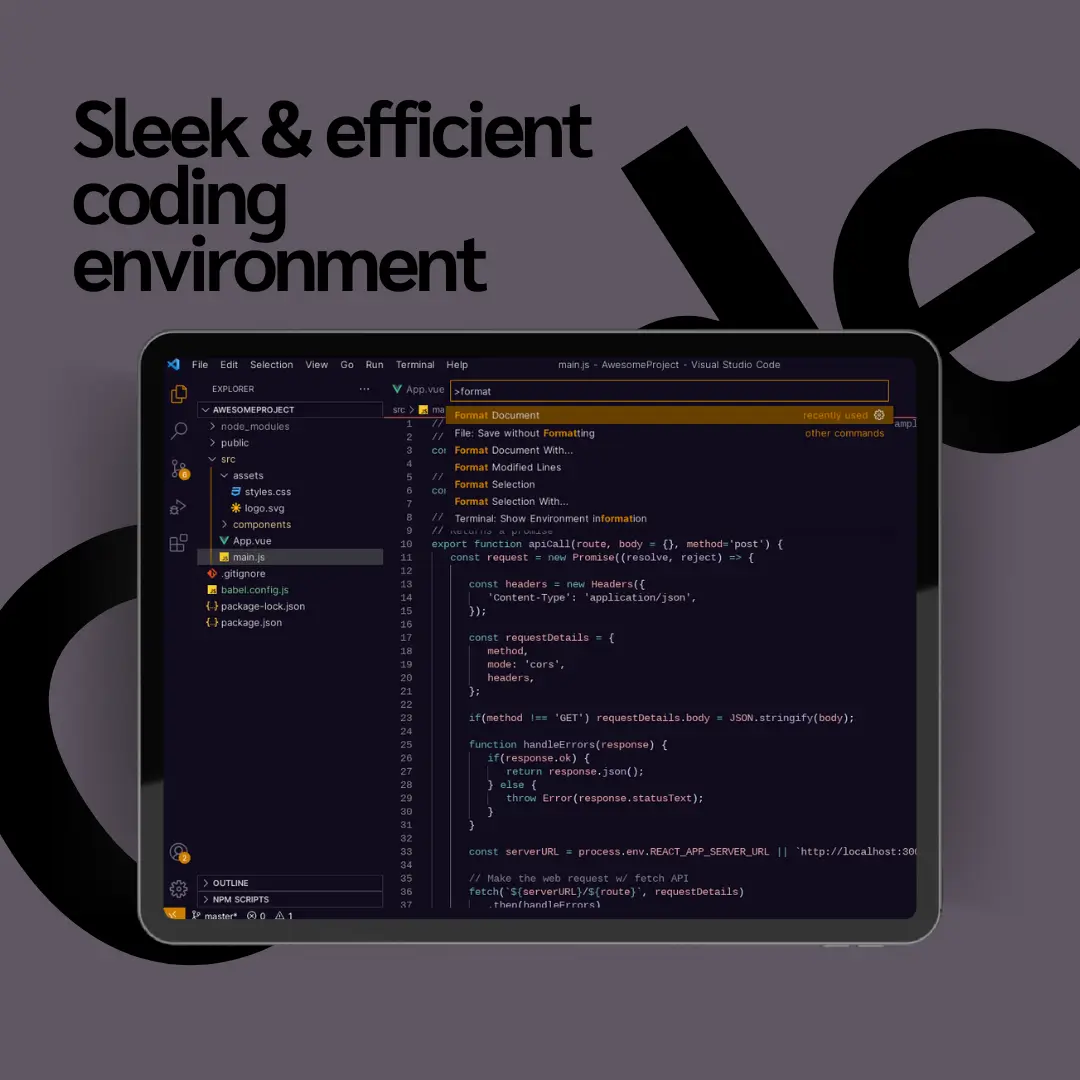 Sleek & efficient
coding
environment
de
File Edit Selection View Go Run Terminal Help
main.js - AwesomeProject - Visual Studio Code
EXPLORER
AWESOMEPROJECT
node_modules
public
src
assets
styles.css
logo.svg
components
App.vue
main.js
.gitignore
babel.config.js
package-lock.json
package.json
OUTLINE
NPM SCRIPTS
6
2
master* 0 1
App.vue
src > JS ma
>format
Format Document recently used
File: Save without Formatting other commands
Format Document With...
Format Modified Lines
Format Selection
Format Selection With...
Terminal: Show Environment information
1 //
2 //
3 con
4
5 //
6 con
7
8 //
9 // Returns a promise
10 export function apiCall(route, body = {}, method='post') {
11 const request = new Promise((resolve, reject) => {
12
13 const headers = new Headers({
14 'Content-Type': 'application/json',
15 });
16
17 const requestDetails = {
18 method,
19 mode: 'cors',
20 headers,
21 };
22
23 if(method !== 'GET') requestDetails.body = JSON.stringify(body);
24
25 function handleErrors(response) {
26 if(response.ok) {
27 return response.json();
28 } else {
29 throw Error(response.statusText);
30 }
31 }
32
33 const serverURL = process.env.REACT_APP_SERVER_URL || `http://localhost:300
34
35 // Make the web request w/ fetch API
36 fetch(`${serverURL}/${route}`, requestDetails)
37 .then(handleErrors)